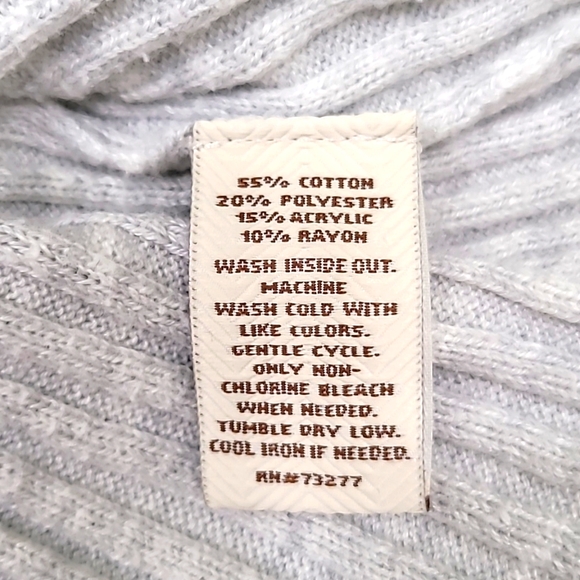 55% COTTON
20% POLYESTER
15% ACRYLIC
10% RAYON
WASH INSIDE OUT.
MACHINE
WASH COLD WITH
LIKE COLORS.
GENTLE CYCLE.
ONLY NON-
CHLORINE BLEACH
WHEN NEEDED.
TUMBLE DRY LOW.
COOL IRON IF NEEDED.
RN#73277